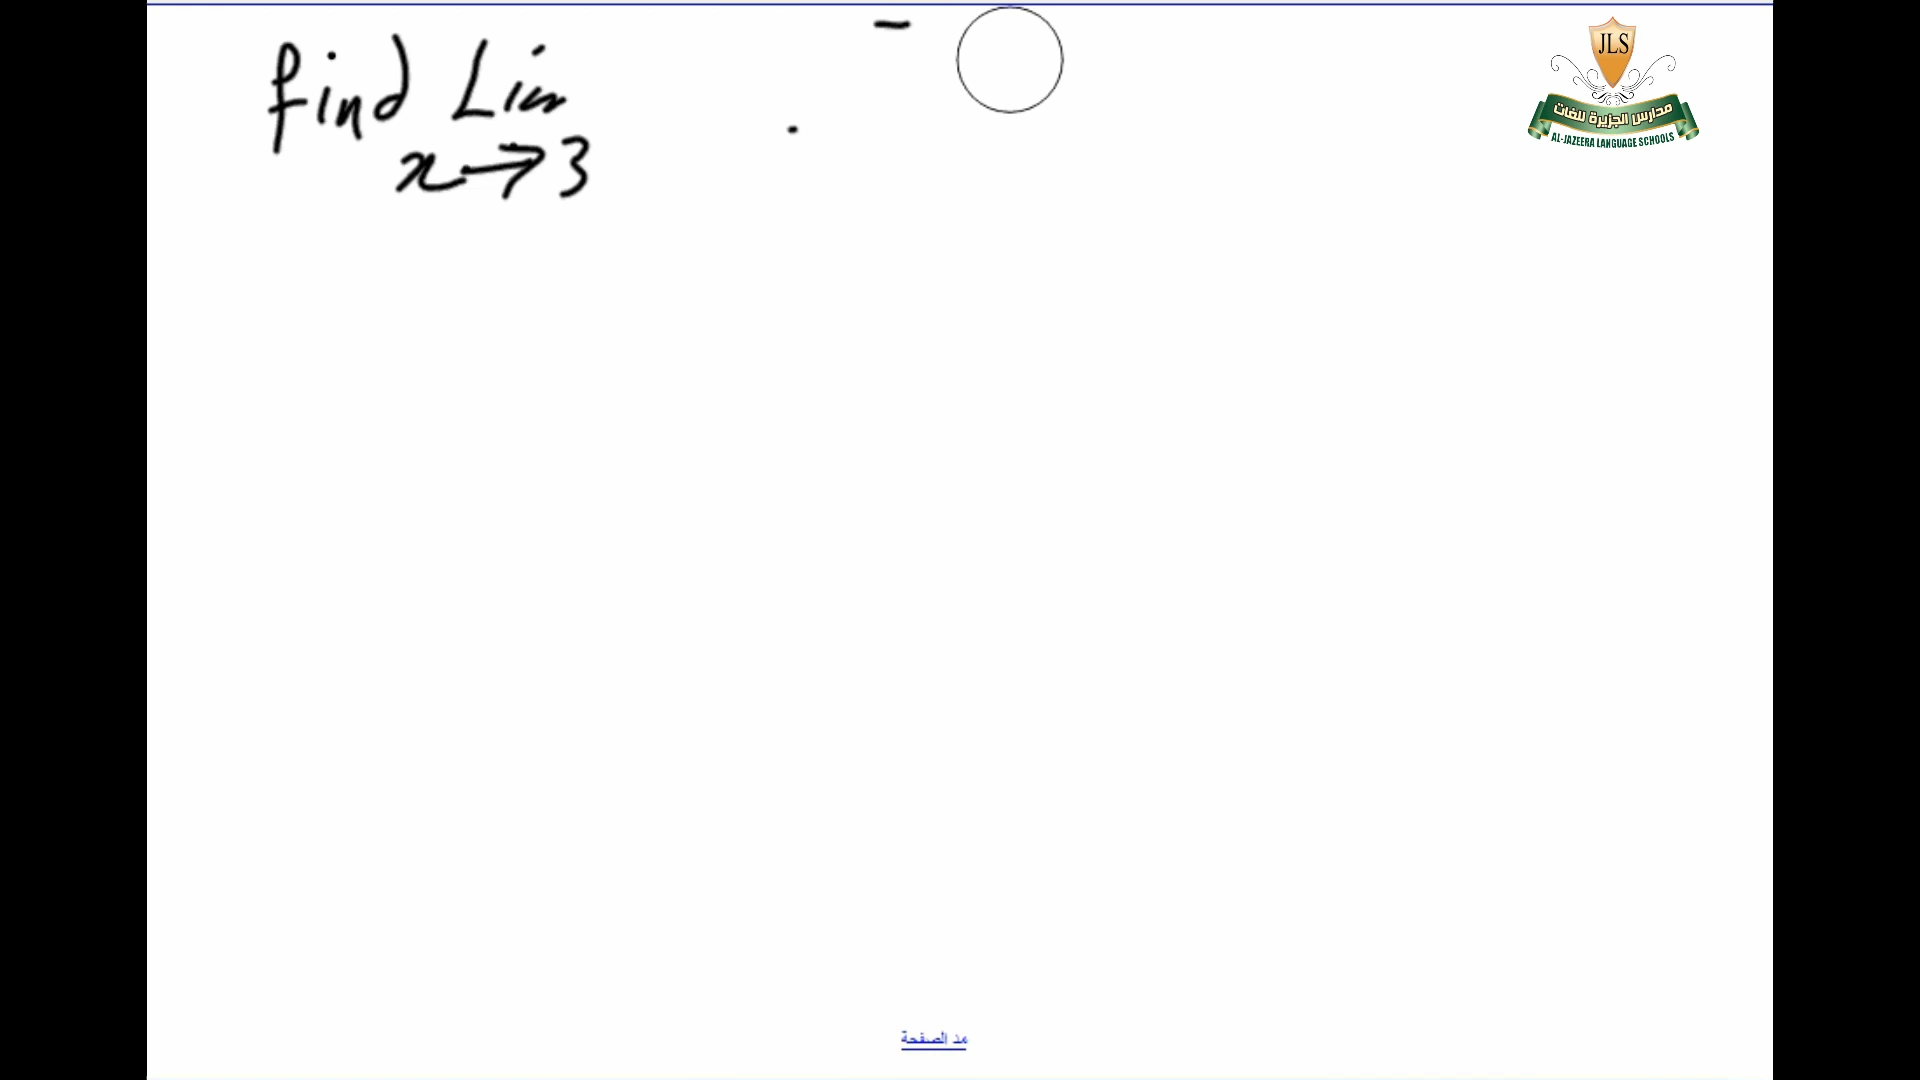 find Lim
x→3
JLS
مدارس الجزيرة للغات
AL-JAZEERA LANGUAGE SCHOOLS
مد الصفحة